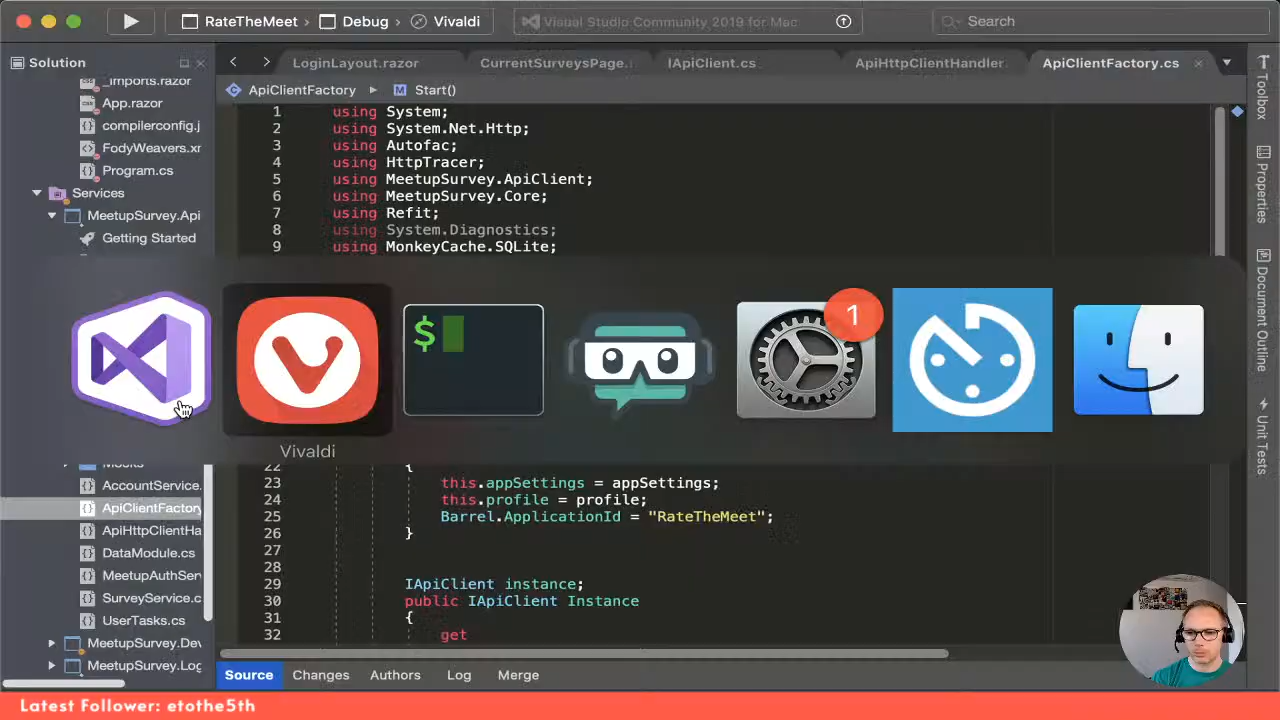 RateTheMeet › Debug › Vivaldi
Visual Studio Community 2019 for Mac
Search
Solution
LoginLayout.razor
CurrentSurveysPage.
IApiClient.cs
ApiHttpClientHandler
ApiClientFactory.cs
ApiClientFactory
Start()
_Imports.razor
App.razor
compilerconfig.j
FodyWeavers.xr
Program.cs
Services
MeetupSurvey.Api
Getting Started
1 using System;
2 using System.Net.Http;
3 using Autofac;
4 using HttpTracer;
5 using MeetupSurvey.ApiClient;
6 using MeetupSurvey.Core;
7 using Refit;
8 using System.Diagnostics;
9 using MonkeyCache.SQLite;
$
1
Vivaldi
Mocks
AccountService.
ApiClientFactory
ApiHttpClientHa
DataModule.cs
MeetupAuthSer
SurveyService.c
UserTasks.cs
MeetupSurvey.Dev
MeetupSurvey.Log
22 {
23 this.appSettings = appSettings;
24 this.profile = profile;
25 Barrel.ApplicationId = "RateTheMeet";
26 }
27
28
29 IApiClient instance;
30 public IApiClient Instance
31 {
32 get
Toolbox
Properties
Document Outline
Unit Tests
Source
Changes
Authors
Log
Merge
Latest Follower: etothe5th